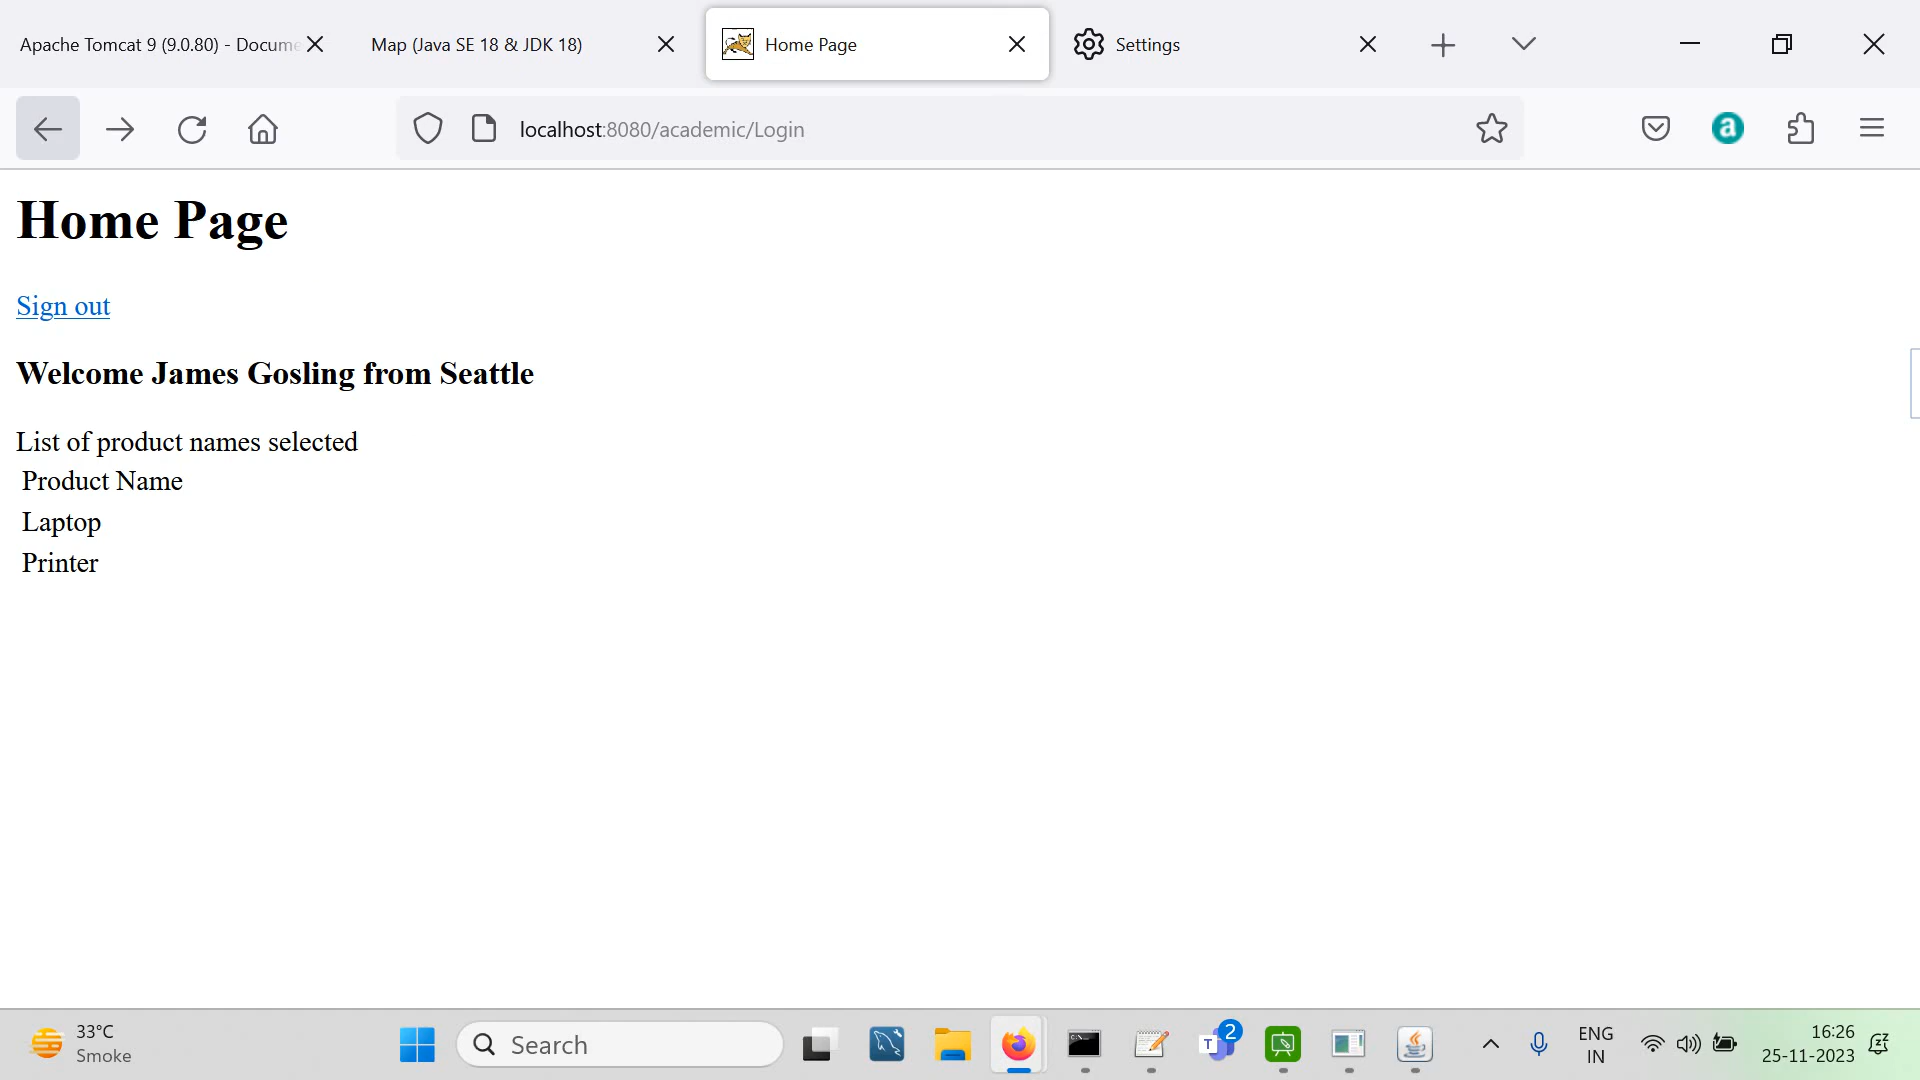 Apache Tomcat 9 (9.0.80) - Docume
Map (Java SE 18 & JDK 18)
Home Page
Settings
localhost:8080/academic/Login
a
Home Page
Sign out
Welcome James Gosling from Seattle
List of product names selected
Product Name
Laptop
Printer
33°C
Smoke
Search
T
2
ENG
IN
16:26
25-11-2023